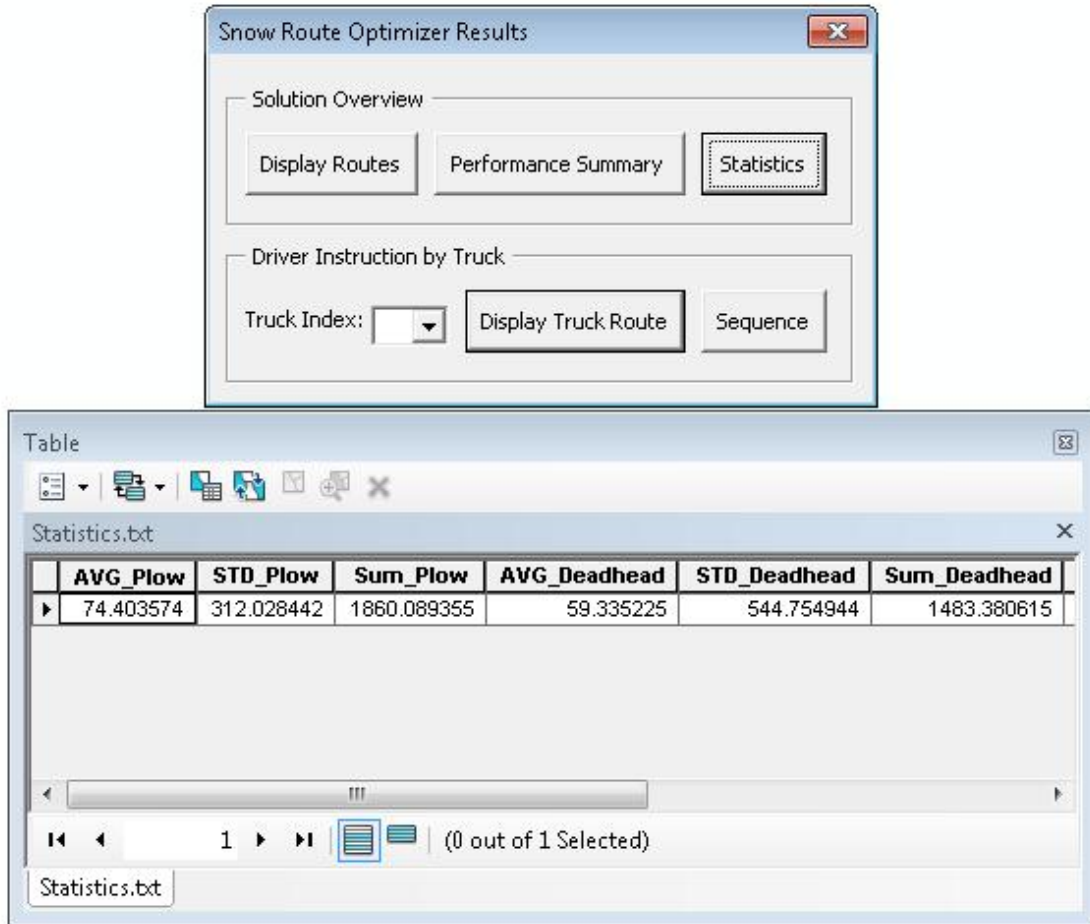 Snow Route Optimizer Results
Solution Overview
Display Routes Performance Summary Statistics
Driver Instruction by Truck
Truck Index: Display Truck Route Sequence
Table
Statistics.txt
AVG_Plow STD_Plow Sum_Plow AVG_Deadhead STD_Deadhead Sum_Deadhead
74.403574 312.028442 1860.089355 59.335225 544.754944 1483.380615
1 (0 out of 1 Selected)
Statistics.txt